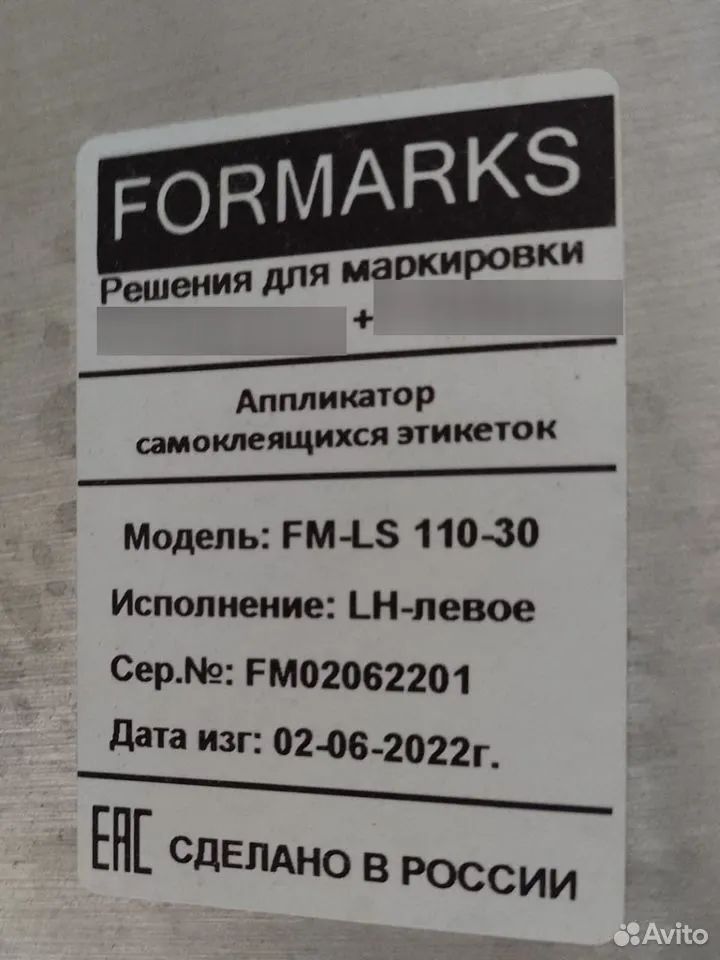 FORMARKS
Решения для маркировки
+
Аппликатор
самоклеящихся этикеток
Модель: FM-LS 110-30
Исполнение: LH-левое
Сер.№: FM02062201
Дата изг: 02-06-2022г.
EAC СДЕЛАНО В РОССИИ
Avito